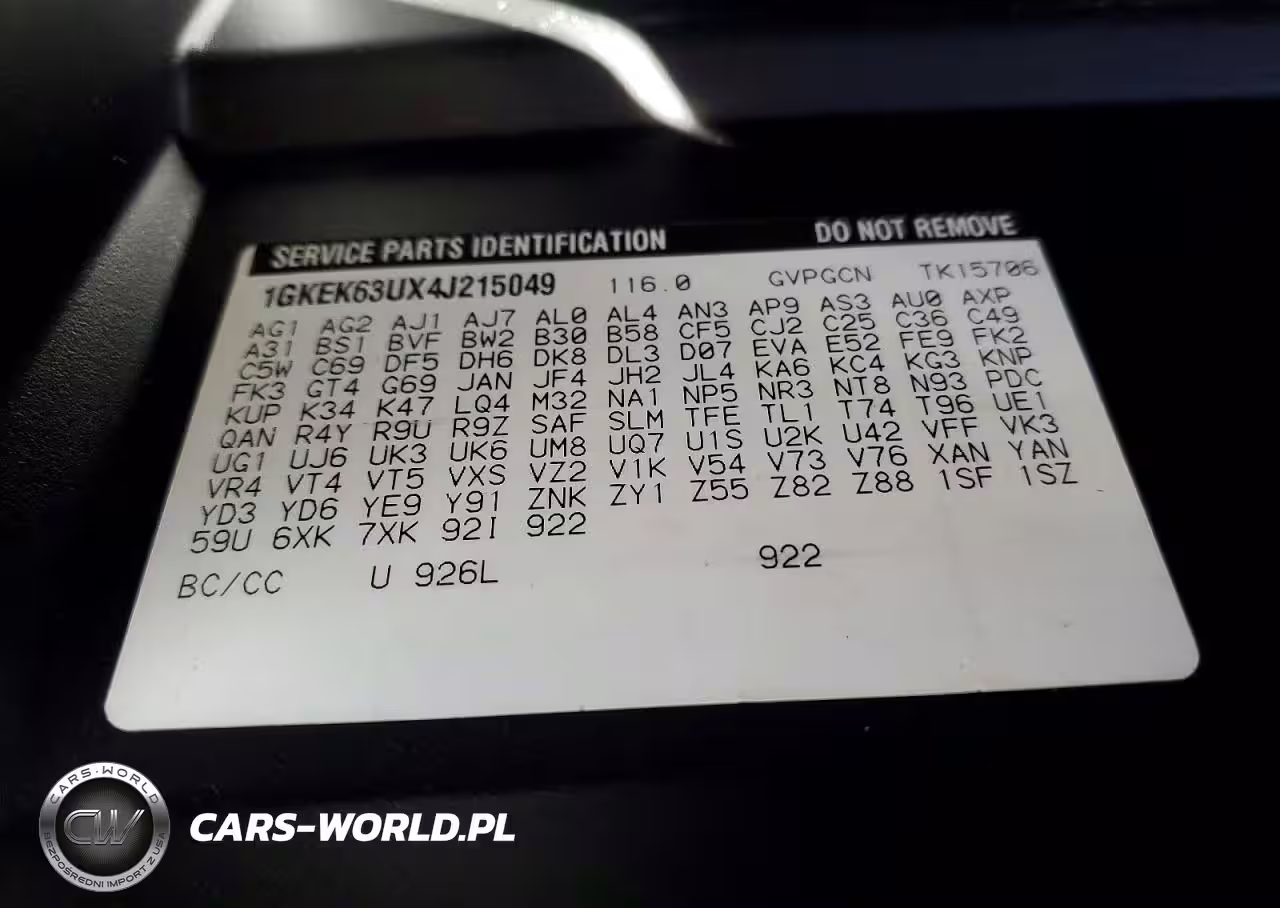 SERVICE PARTS IDENTIFICATION DO NOT REMOVE
1GKEK63UX4J215049 116.0 GVPGCN TK15706
AG1 AG2 AJ1 AJ7 AL0 AL4 AN3 AP9 AS3 AU0 AXP
A31 BS1 BVF BW2 B30 B58 CF5 CJ2 C25 C36 C49
C5W C69 DF5 DH6 DK8 DL3 D07 EVA E52 FE9 FK2
FK3 GT4 G69 JAN JF4 JH2 JL4 KA6 KC4 KG3 KNP
KUP K34 K47 LQ4 M32 NA1 NP5 NR3 NT8 N93 PDC
QAN R4Y R9U R9Z SAF SLM TFE TL1 T74 T96 UE1
UG1 UJ6 UK3 UK6 UM8 UQ7 U1S U2K U42 VFF VK3
VR4 VT4 VT5 VXS VZ2 V1K V54 V73 V76 XAN YAN
YD3 YD6 YE9 Y91 ZNK ZY1 Z55 Z82 Z88 1SF 1SZ
59U 6XK 7XK 92I 922
BC/CC U 926L 922
CARS-WORLD
CW
BEZPOŚREDNI IMPORT Z USA
CARS-WORLD.PL